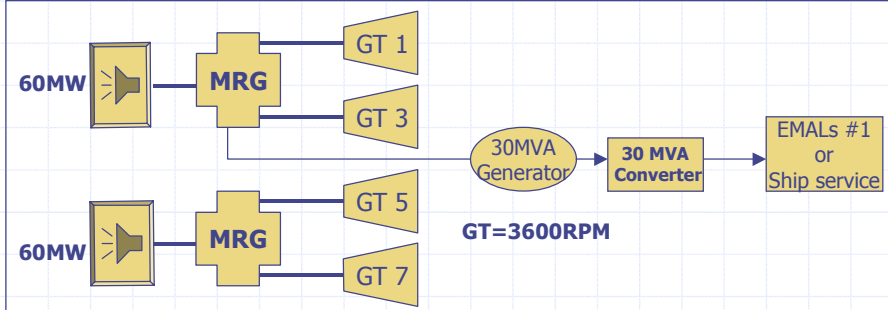 60MW
MRG
GT 1
GT 3
30MVA
Generator
30 MVA
Converter
EMALs #1
or
Ship service
60MW
MRG
GT 5
GT 7
GT=3600RPM